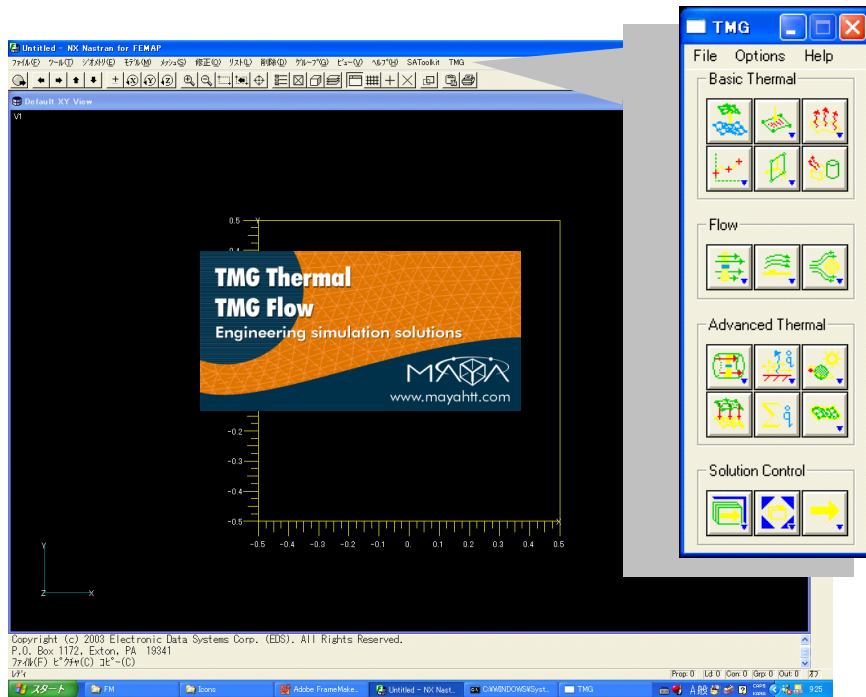 Untitled - NX Nastran for FEMAP
ファイル(F) ツール(T) ジオメトリ(E) モデル(M) メッシュ(S) 修正(O) リスト(L) 削除(D) グループ(G) ビュー(V) ヘルプ(H) SAToolkit TMG
Default XY View
V1
0.5
Y
0.4
TMG Thermal
TMG Flow
Engineering simulation solutions
MAYA
www.mayahtt.com
-0.2
-0.3
-0.4
-0.5
X
-0.5 -0.4 -0.3 -0.2 -0.1 0. 0.1 0.2 0.3 0.4 0.5
Y
Z X
Copyright (c) 2003 Electronic Data Systems Corp. (EDS). All Rights Reserved.
P.O. Box 1172, Exton, PA 19341
ファイル(F) ピクチャ(C) コピー(C)
レディ
Prop: 0 Ld: 0 Con: 0 Grp: 0 Out: 0 オフ
スタート
FM
Icons
Adobe FrameMake..
Untitled - NX Nast..
C:¥WINDOWS¥Syst..
TMG
A 般
CAPS
KANA
9:25
TMG
File Options Help
Basic Thermal
Flow
Advanced Thermal
Solution Control